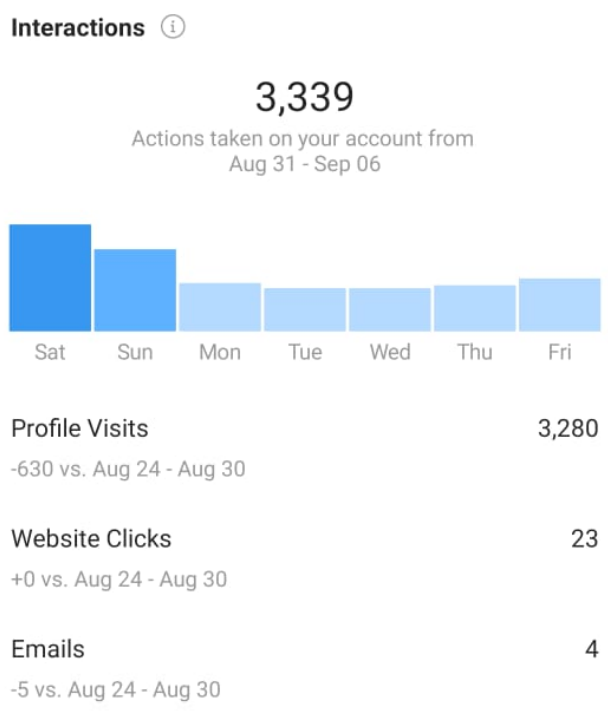 Interactions
3,339
Actions taken on your account from
Aug 31 - Sep 06
Sat Sun Mon Tue Wed Thu Fri
Profile Visits 3,280
-630 vs. Aug 24 - Aug 30
Website Clicks 23
+0 vs. Aug 24 - Aug 30
Emails 4
-5 vs. Aug 24 - Aug 30